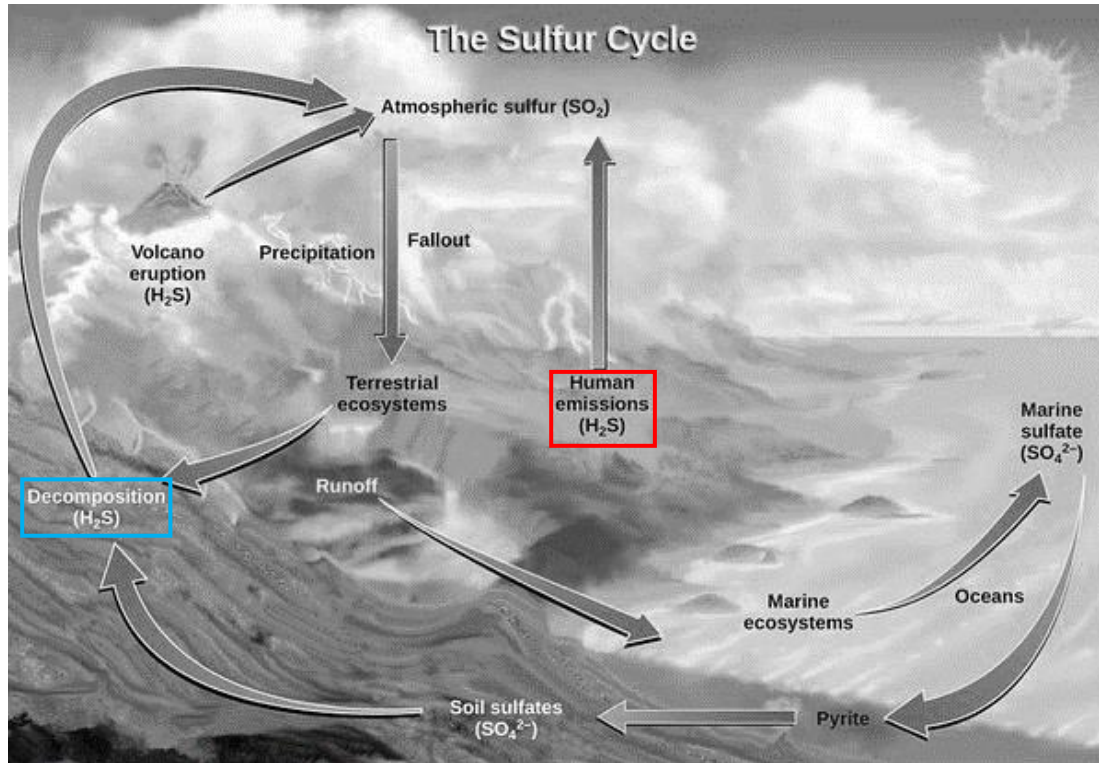 The Sulfur Cycle
Atmospheric sulfur (SO₂)
Volcano
eruption
(H₂S)
Precipitation
Fallout
Terrestrial
ecosystems
Human
emissions
(H₂S)
Marine
sulfate
(SO₄²⁻)
Decomposition
(H₂S)
Runoff
Marine
ecosystems
Oceans
Soil sulfates
(SO₄²⁻)
Pyrite